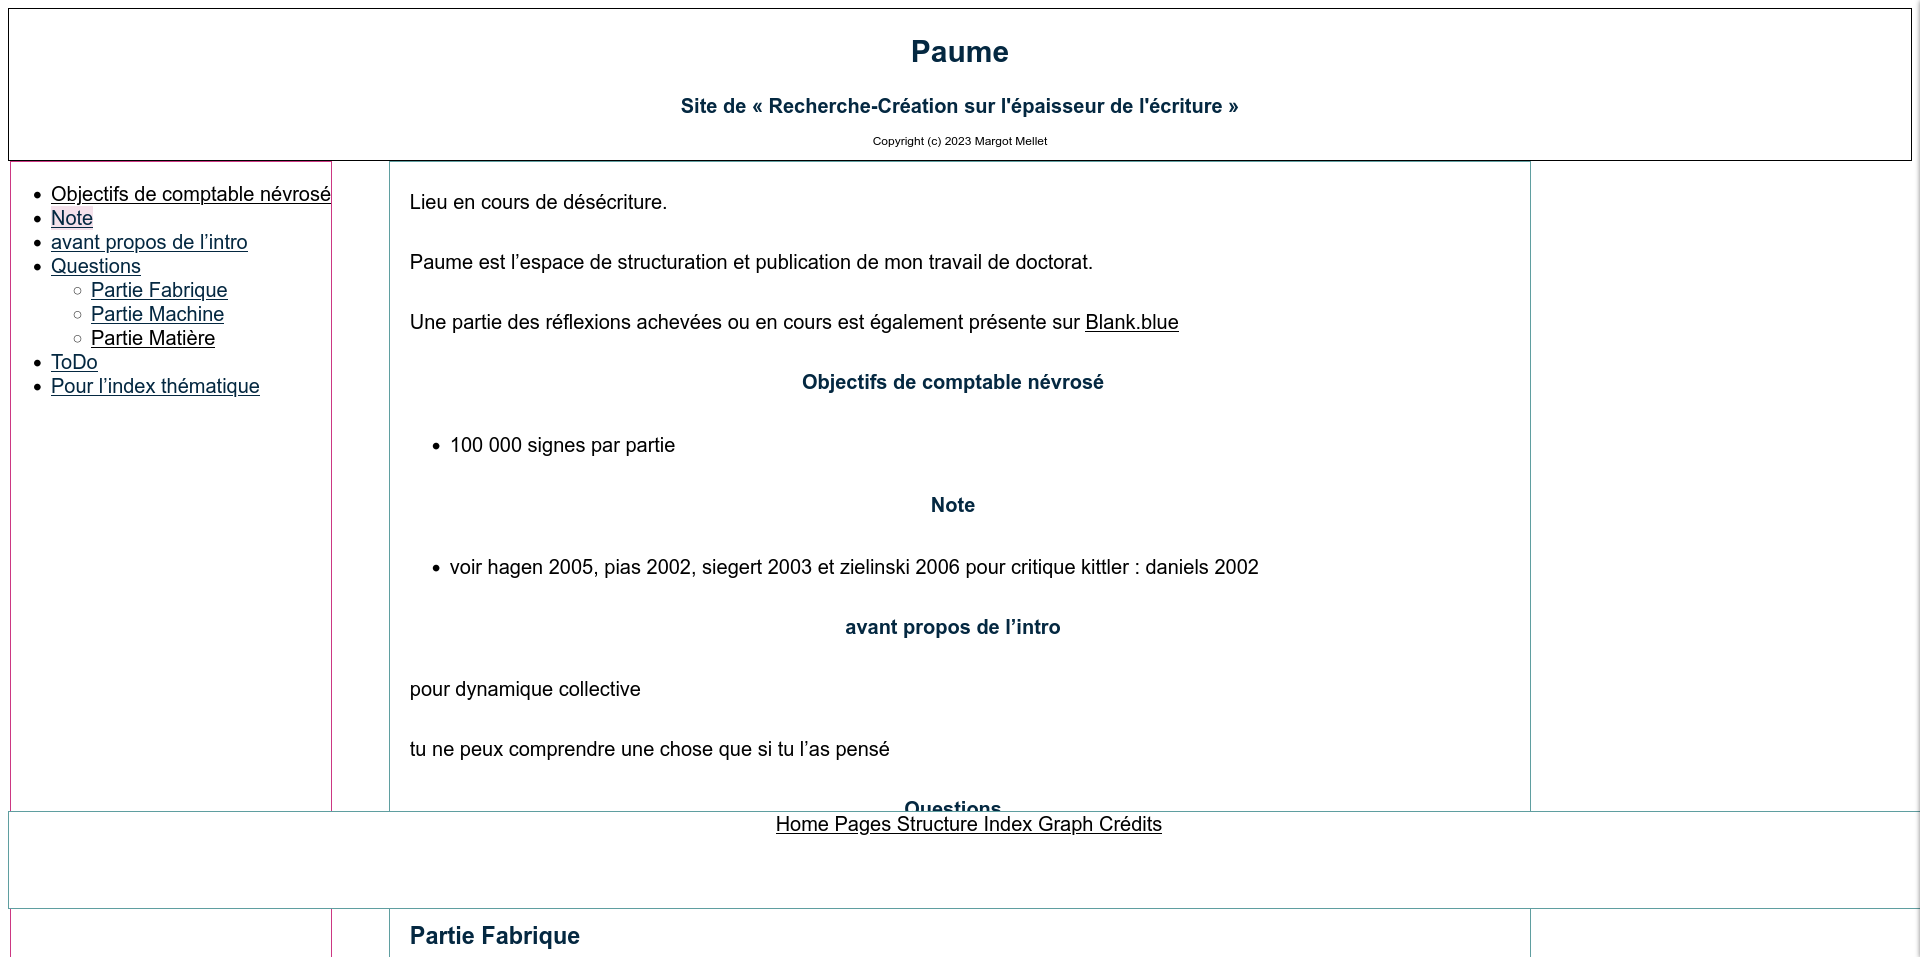 Paume
Site de « Recherche-Création sur l'épaisseur de l'écriture »
Copyright (c) 2023 Margot Mellet
Objectifs de comptable névrosé
Note
avant propos de l’intro
Questions
Partie Fabrique
Partie Machine
Partie Matière
ToDo
Pour l’index thématique
Lieu en cours de désécriture.
Paume est l’espace de structuration et publication de mon travail de doctorat.
Une partie des réflexions achevées ou en cours est également présente sur Blank.blue
Objectifs de comptable névrosé
100 000 signes par partie
Note
voir hagen 2005, pias 2002, siegert 2003 et zielinski 2006 pour critique kittler : daniels 2002
avant propos de l’intro
pour dynamique collective
tu ne peux comprendre une chose que si tu l’as pensé
Questions
Home Pages Structure Index Graph Crédits
Partie Fabrique